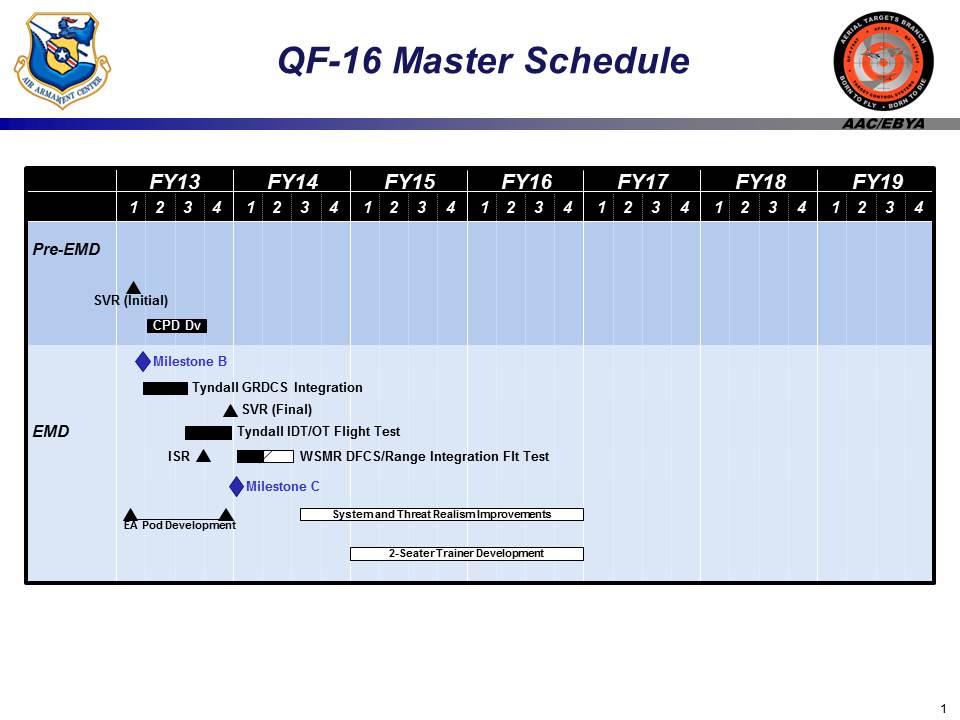 QF-16 Master Schedule
AIR ARMAMENT CENTER
AERIAL TARGETS BRANCH
TARGET CONTROL SYSTEMS
BORN TO FLY • BORN TO DIE
AAC/EBYA
FY13 FY14 FY15 FY16 FY17 FY18 FY19
1 2 3 4 1 2 3 4 1 2 3 4 1 2 3 4 1 2 3 4 1 2 3 4 1 2 3 4
Pre-EMD
SVR (Initial)
CPD Dv
Milestone B
Tyndall GRDCS Integration
SVR (Final)
EMD
Tyndall IDT/OT Flight Test
ISR
WSMR DFCS/Range Integration Flt Test
Milestone C
System and Threat Realism Improvements
EA Pod Development
2-Seater Trainer Development
1